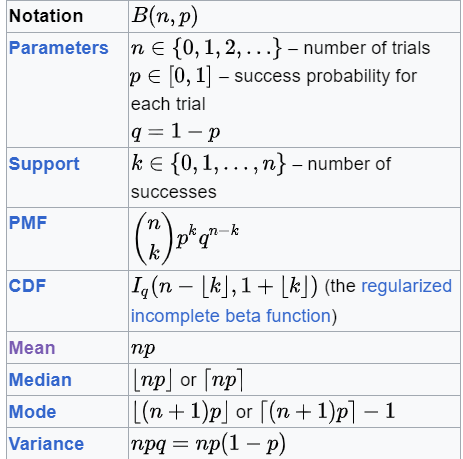 Notation B(n, p)
Parameters n ∈ {0, 1, 2, …} – number of trials
p ∈ [0, 1] – success probability for
each trial
q = 1 − p
Support k ∈ {0, 1, …, n} – number of
successes
PMF (n k) p^k q^{n−k}
CDF I_q(n − ⌊k⌋, 1 + ⌊k⌋) (the regularized
incomplete beta function)
Mean np
Median ⌊np⌋ or ⌈np⌉
Mode ⌊(n + 1)p⌋ or ⌈(n + 1)p⌉ − 1
Variance npq = np(1 − p)